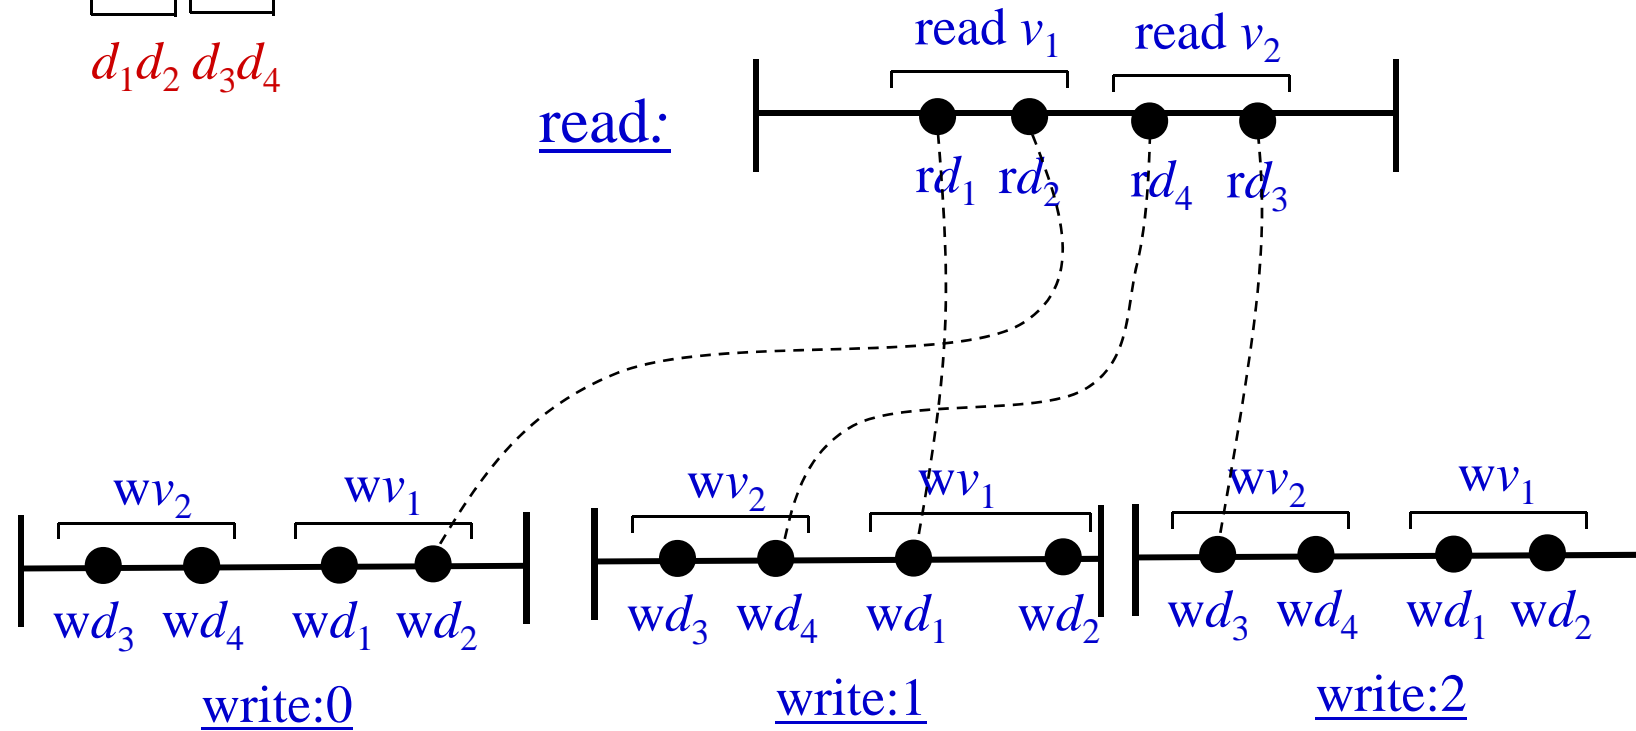 read v₁ read v₂
d₁d₂ d₃d₄
read:
rd₁ rd₂ rd₄ rd₃
wv₂ wv₁ wv₂ wv₁ wv₂ wv₁
wd₃ wd₄ wd₁ wd₂ wd₃ wd₄ wd₁ wd₂ wd₃ wd₄ wd₁ wd₂
write:0 write:1 write:2